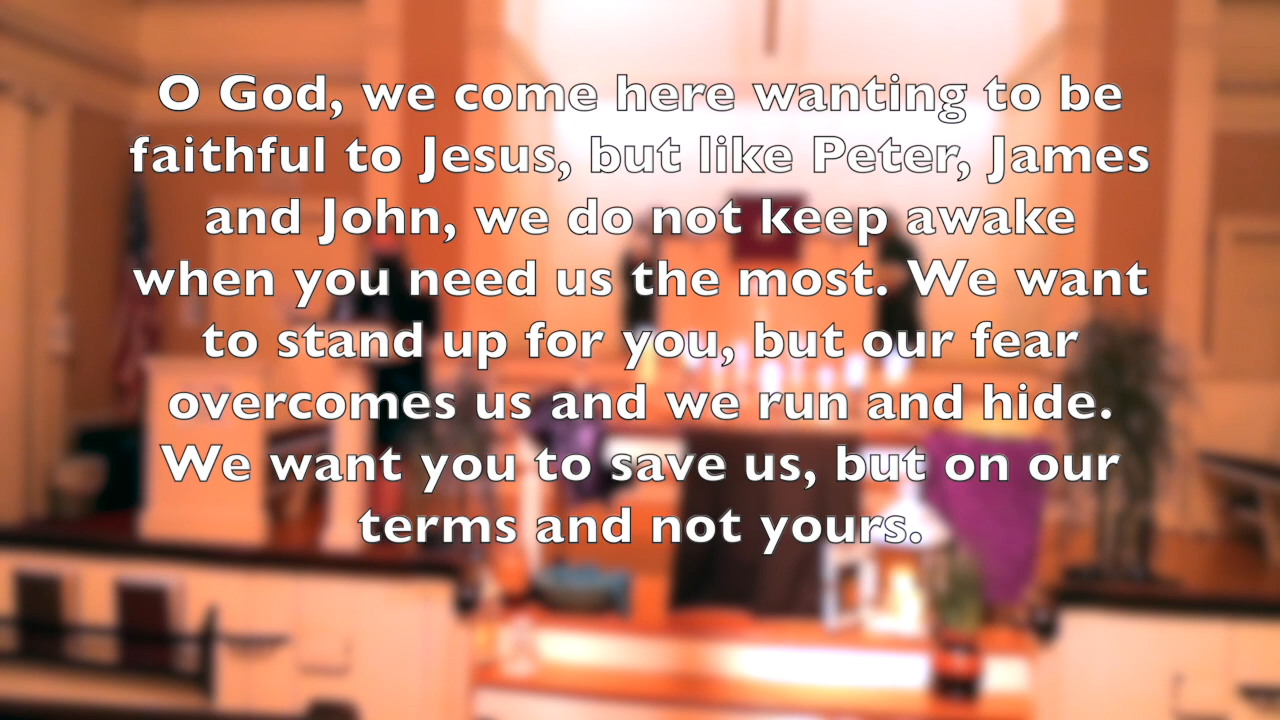 O God, we come here wanting to be
faithful to Jesus, but like Peter, James
and John, we do not keep awake
when you need us the most. We want
to stand up for you, but our fear
overcomes us and we run and hide.
We want you to save us, but on our
terms and not yours.